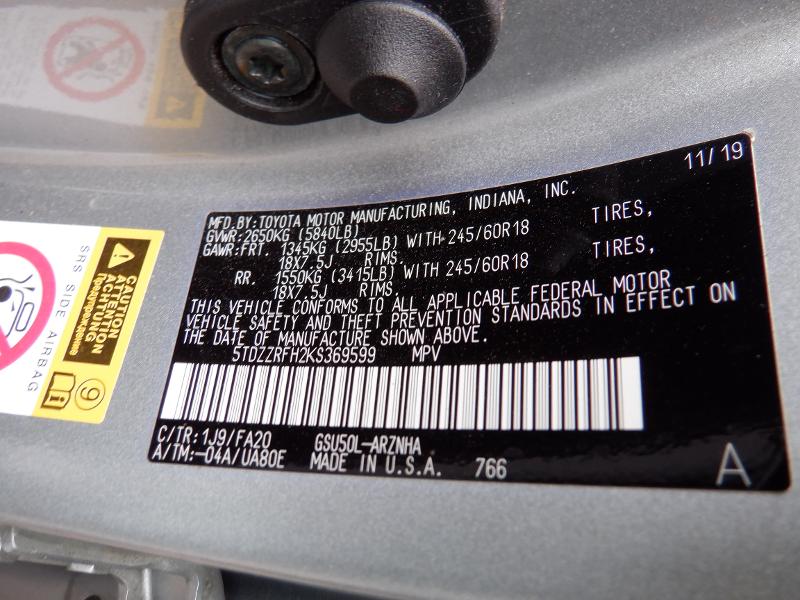 11/19
MFD.BY:TOYOTA MOTOR MANUFACTURING, INDIANA, INC.
GVWR:2650KG (5840LB)
GAWR:FRT. 1345KG (2955LB) WITH 245/60R18 TIRES,
18X7.5J RIMS.
RR. 1550KG (3415LB) WITH 245/60R18 TIRES,
18X7.5J RIMS.
THIS VEHICLE CONFORMS TO ALL APPLICABLE FEDERAL MOTOR
VEHICLE SAFETY AND THEFT PREVENTION STANDARDS IN EFFECT ON
THE DATE OF MANUFACTURE SHOWN ABOVE.
5TDZZRFH2KS369599 MPV
C/TR:1J9/FA20 GSU50L-ARZNHA
A/TM:-04A/UA80E MADE IN U.S.A. 766
A
SRS SIDE AIRBAG
CAUTION
ATTENTION
ACHTUNG
9